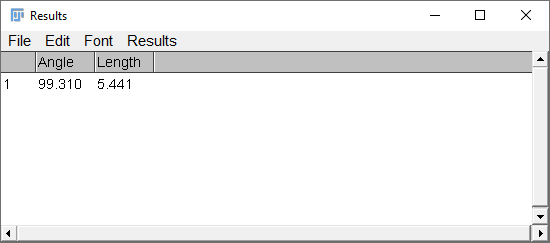 Results
File Edit Font Results
Angle Length
1 99.310 5.441